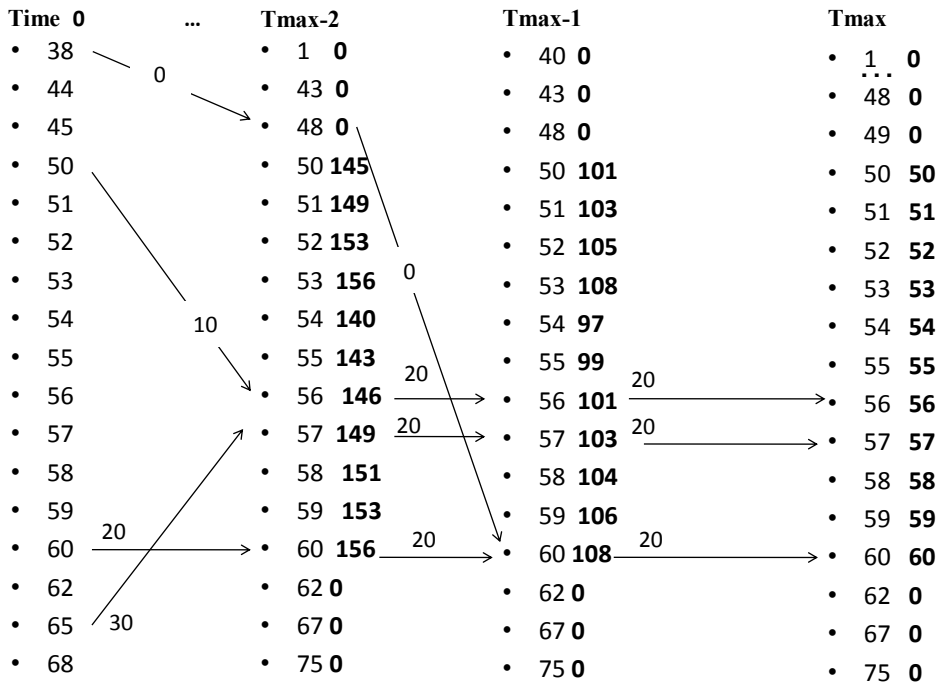 Time 0 ... Tmax-2 Tmax-1 Tmax
• 38 • 1 0 • 40 0 • 1 0
0
...
• 44 • 43 0 • 43 0 • 48 0
• 45 • 48 0 • 48 0 • 49 0
• 50 • 50 145 • 50 101 • 50 50
• 51 • 51 149 • 51 103 • 51 51
• 52 • 52 153 • 52 105 • 52 52
• 53 • 53 156 0 • 53 108 • 53 53
• 54 10 • 54 140 • 54 97 • 54 54
• 55 • 55 143 • 55 99 • 55 55
20 20
• 56 • 56 146 • 56 101 • 56 56
• 57 • 57 149 20 • 57 103 20 • 57 57
• 58 • 58 151 • 58 104 • 58 58
• 59 • 59 153 • 59 106 • 59 59
20 20 20
• 60 • 60 156 • 60 108 • 60 60
• 62 • 62 0 • 62 0 • 62 0
• 65 30 • 67 0 • 67 0 • 67 0
• 68 • 75 0 • 75 0 • 75 0